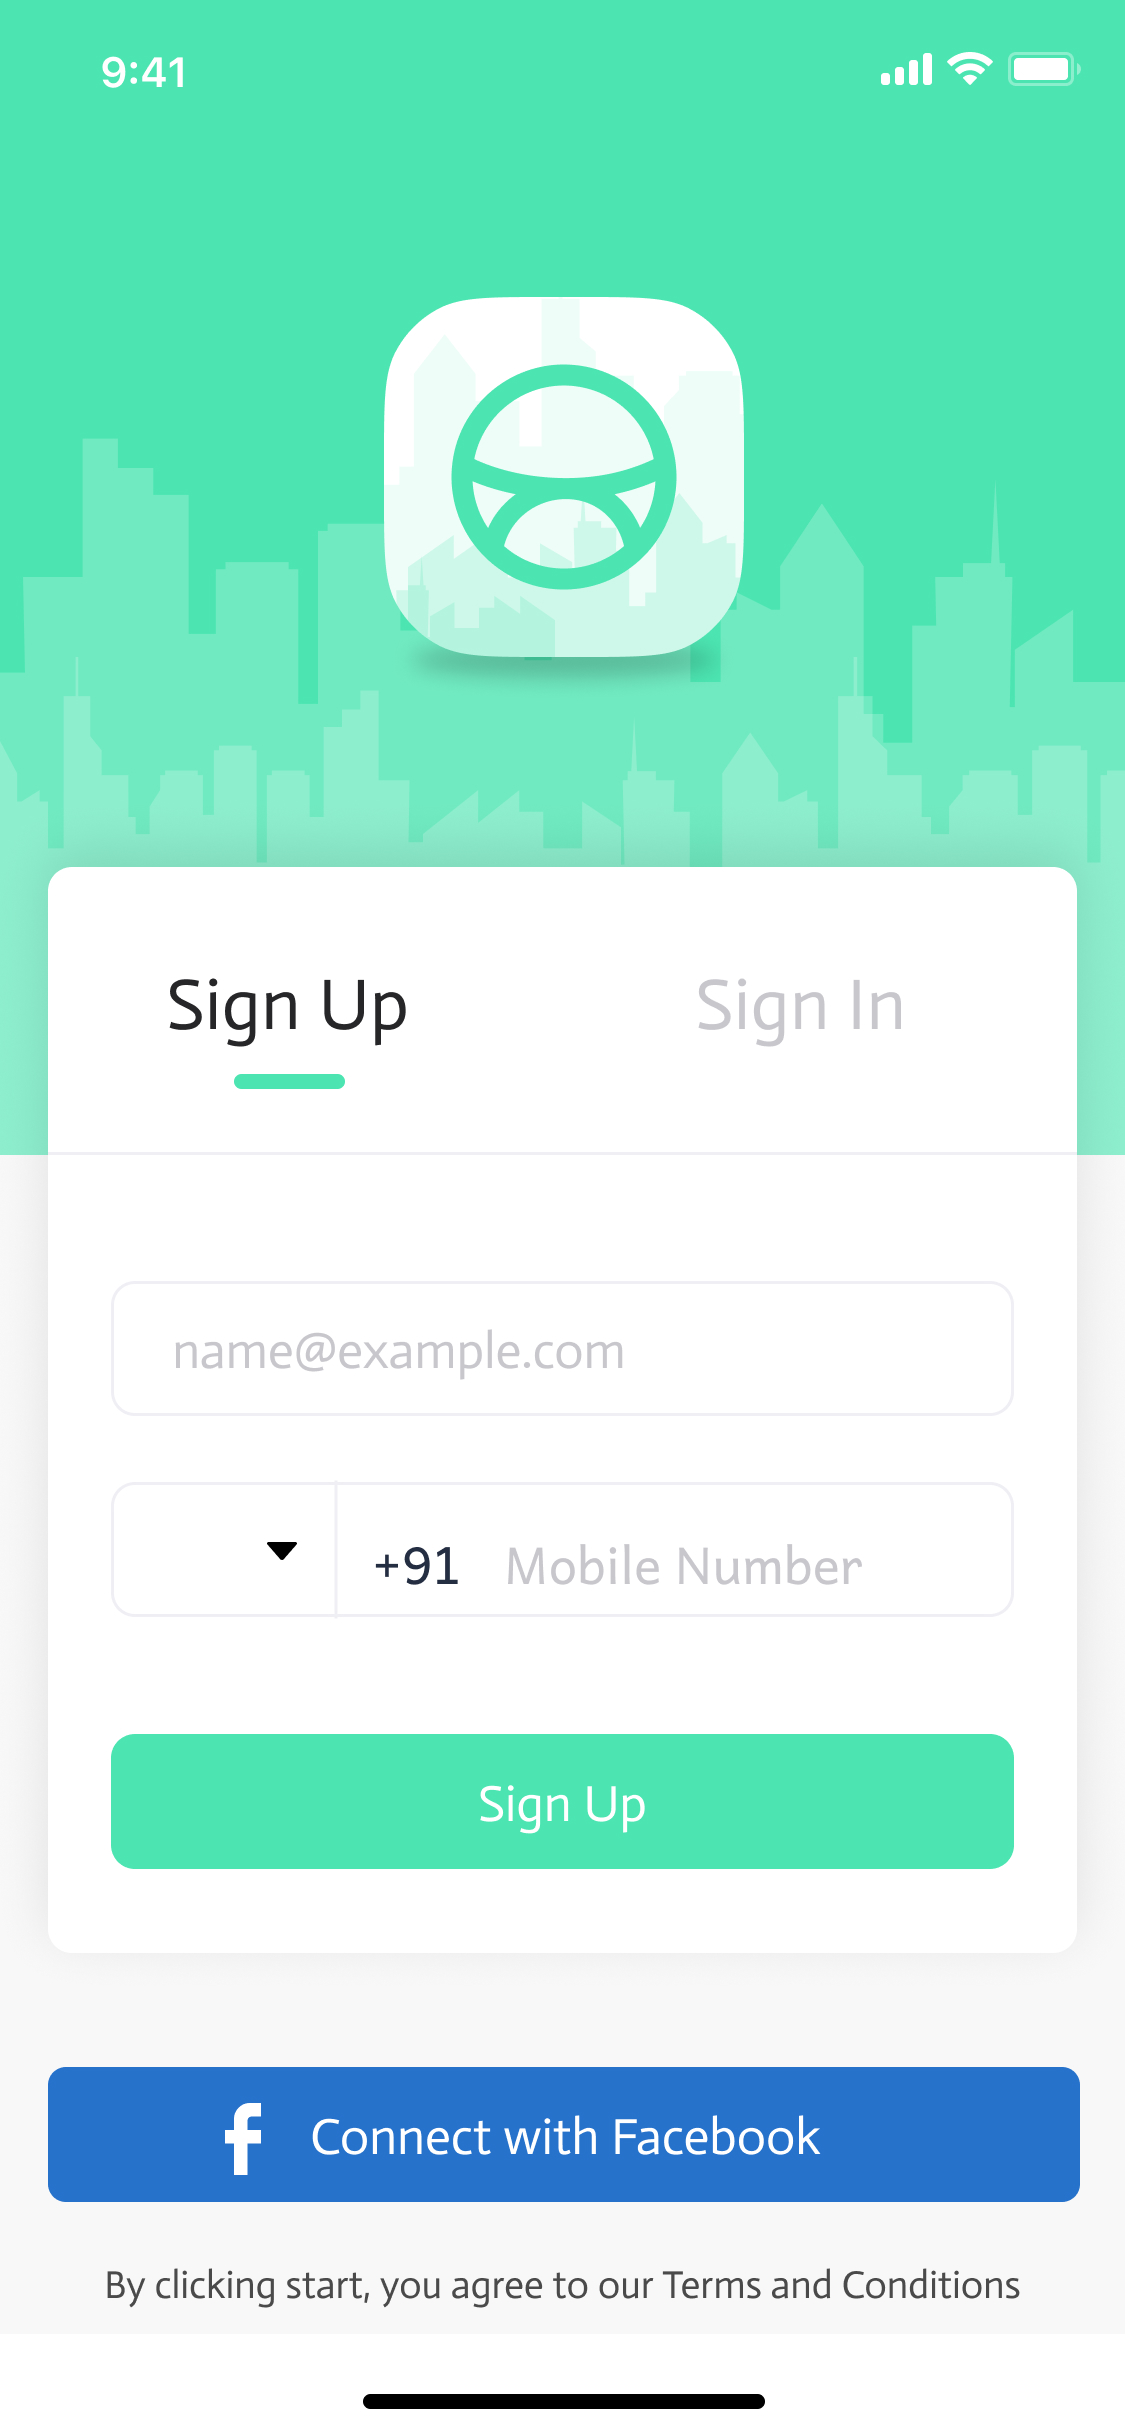 9:41
Sign Up Sign In
name@example.com
+91 Mobile Number
Sign Up
Connect with Facebook
By clicking start, you agree to our Terms and Conditions